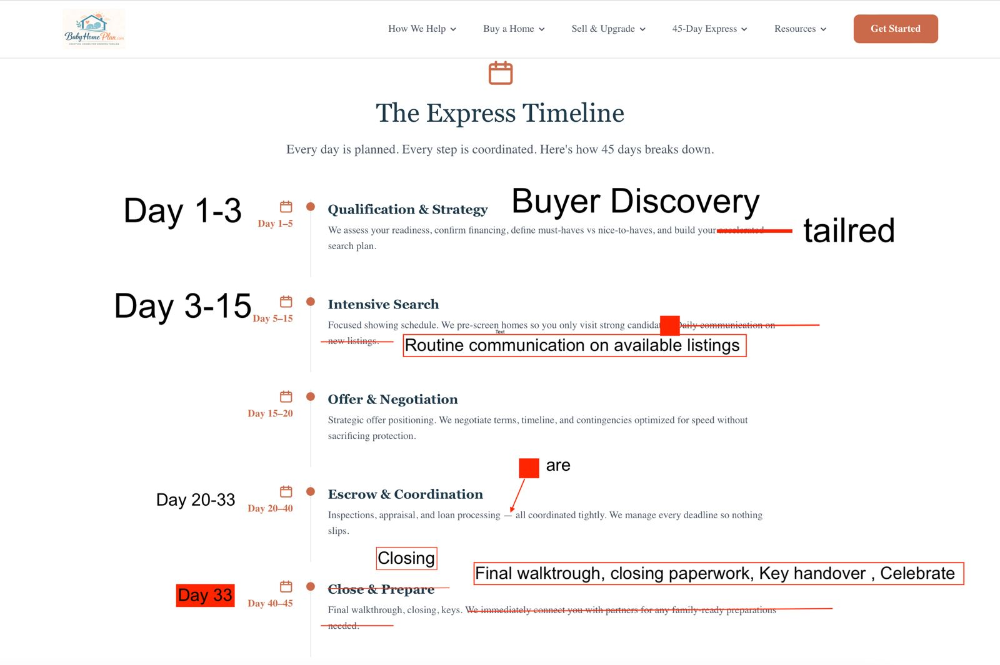 BabyHomePlan.com
CREATING HOMES FOR GROWING FAMILIES
How We Help
Buy a Home
Sell & Upgrade
45-Day Express
Resources
Get Started
The Express Timeline
Every day is planned. Every step is coordinated. Here's how 45 days breaks down.
Day 1-3
Day 1–5
Qualification & Strategy
Buyer Discovery
We assess your readiness, confirm financing, define must-haves vs nice-to-haves, and build your accelerated
tailred
search plan.
Day 3-15
Day 5–15
Intensive Search
Focused showing schedule. We pre-screen homes so you only visit strong Daily communication on
Text
new listings.
Routine communication on available listings
Day 15–20
Offer & Negotiation
Strategic offer positioning. We negotiate terms, timeline, and contingencies optimized for speed without
sacrificing protection.
are
Day 20-33
Day 20–40
Escrow & Coordination
Inspections, appraisal, and loan processing — all coordinated tightly. We manage every deadline so nothing
slips.
Closing
Final walktrough, closing paperwork, Key handover , Celebrate
Day 33
Day 40–45
Close & Prepare
Final walkthrough, closing, keys. We immediately connect you with partners for any family-ready preparations
needed.